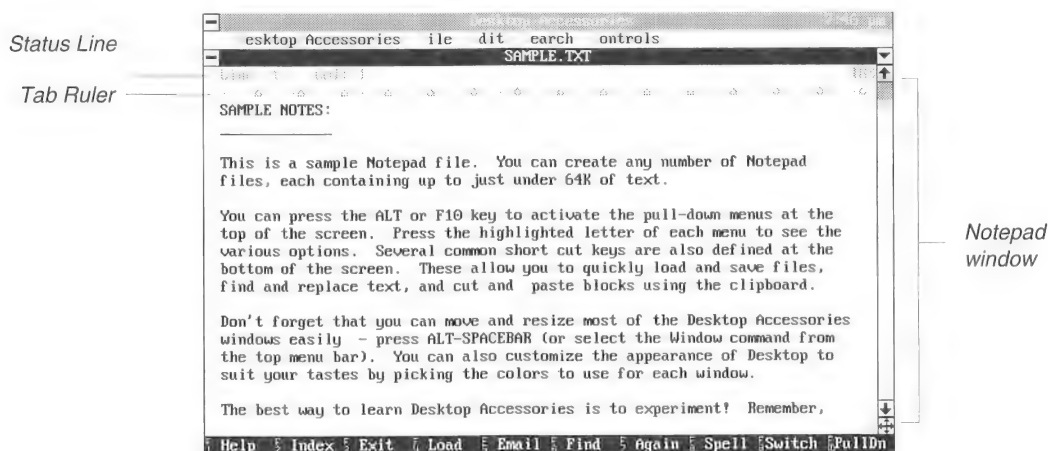 Desktop Accessories 7:46 pm
esktop Accessories ile dit earch ontrols
Status Line
SAMPLE.TXT
Line
Tab Ruler
SAMPLE NOTES:
This is a sample Notepad file. You can create any number of Notepad
files, each containing up to just under 64K of text.
You can press the ALT or F10 key to activate the pull-down menus at the
top of the screen. Press the highlighted letter of each menu to see the
various options. Several common short cut keys are also defined at the
bottom of the screen. These allow you to quickly load and save files,
find and replace text, and cut and paste blocks using the clipboard.
Notepad
window
Don't forget that you can move and resize most of the Desktop Accessories
windows easily - press ALT-SPACEBAR (or select the Window command from
the top menu bar). You can also customize the appearance of Desktop to
suit your tastes by picking the colors to use for each window.
The best way to learn Desktop Accessories is to experiment! Remember,
Help Index Exit Load Email Find Again Spell Switch PullDn